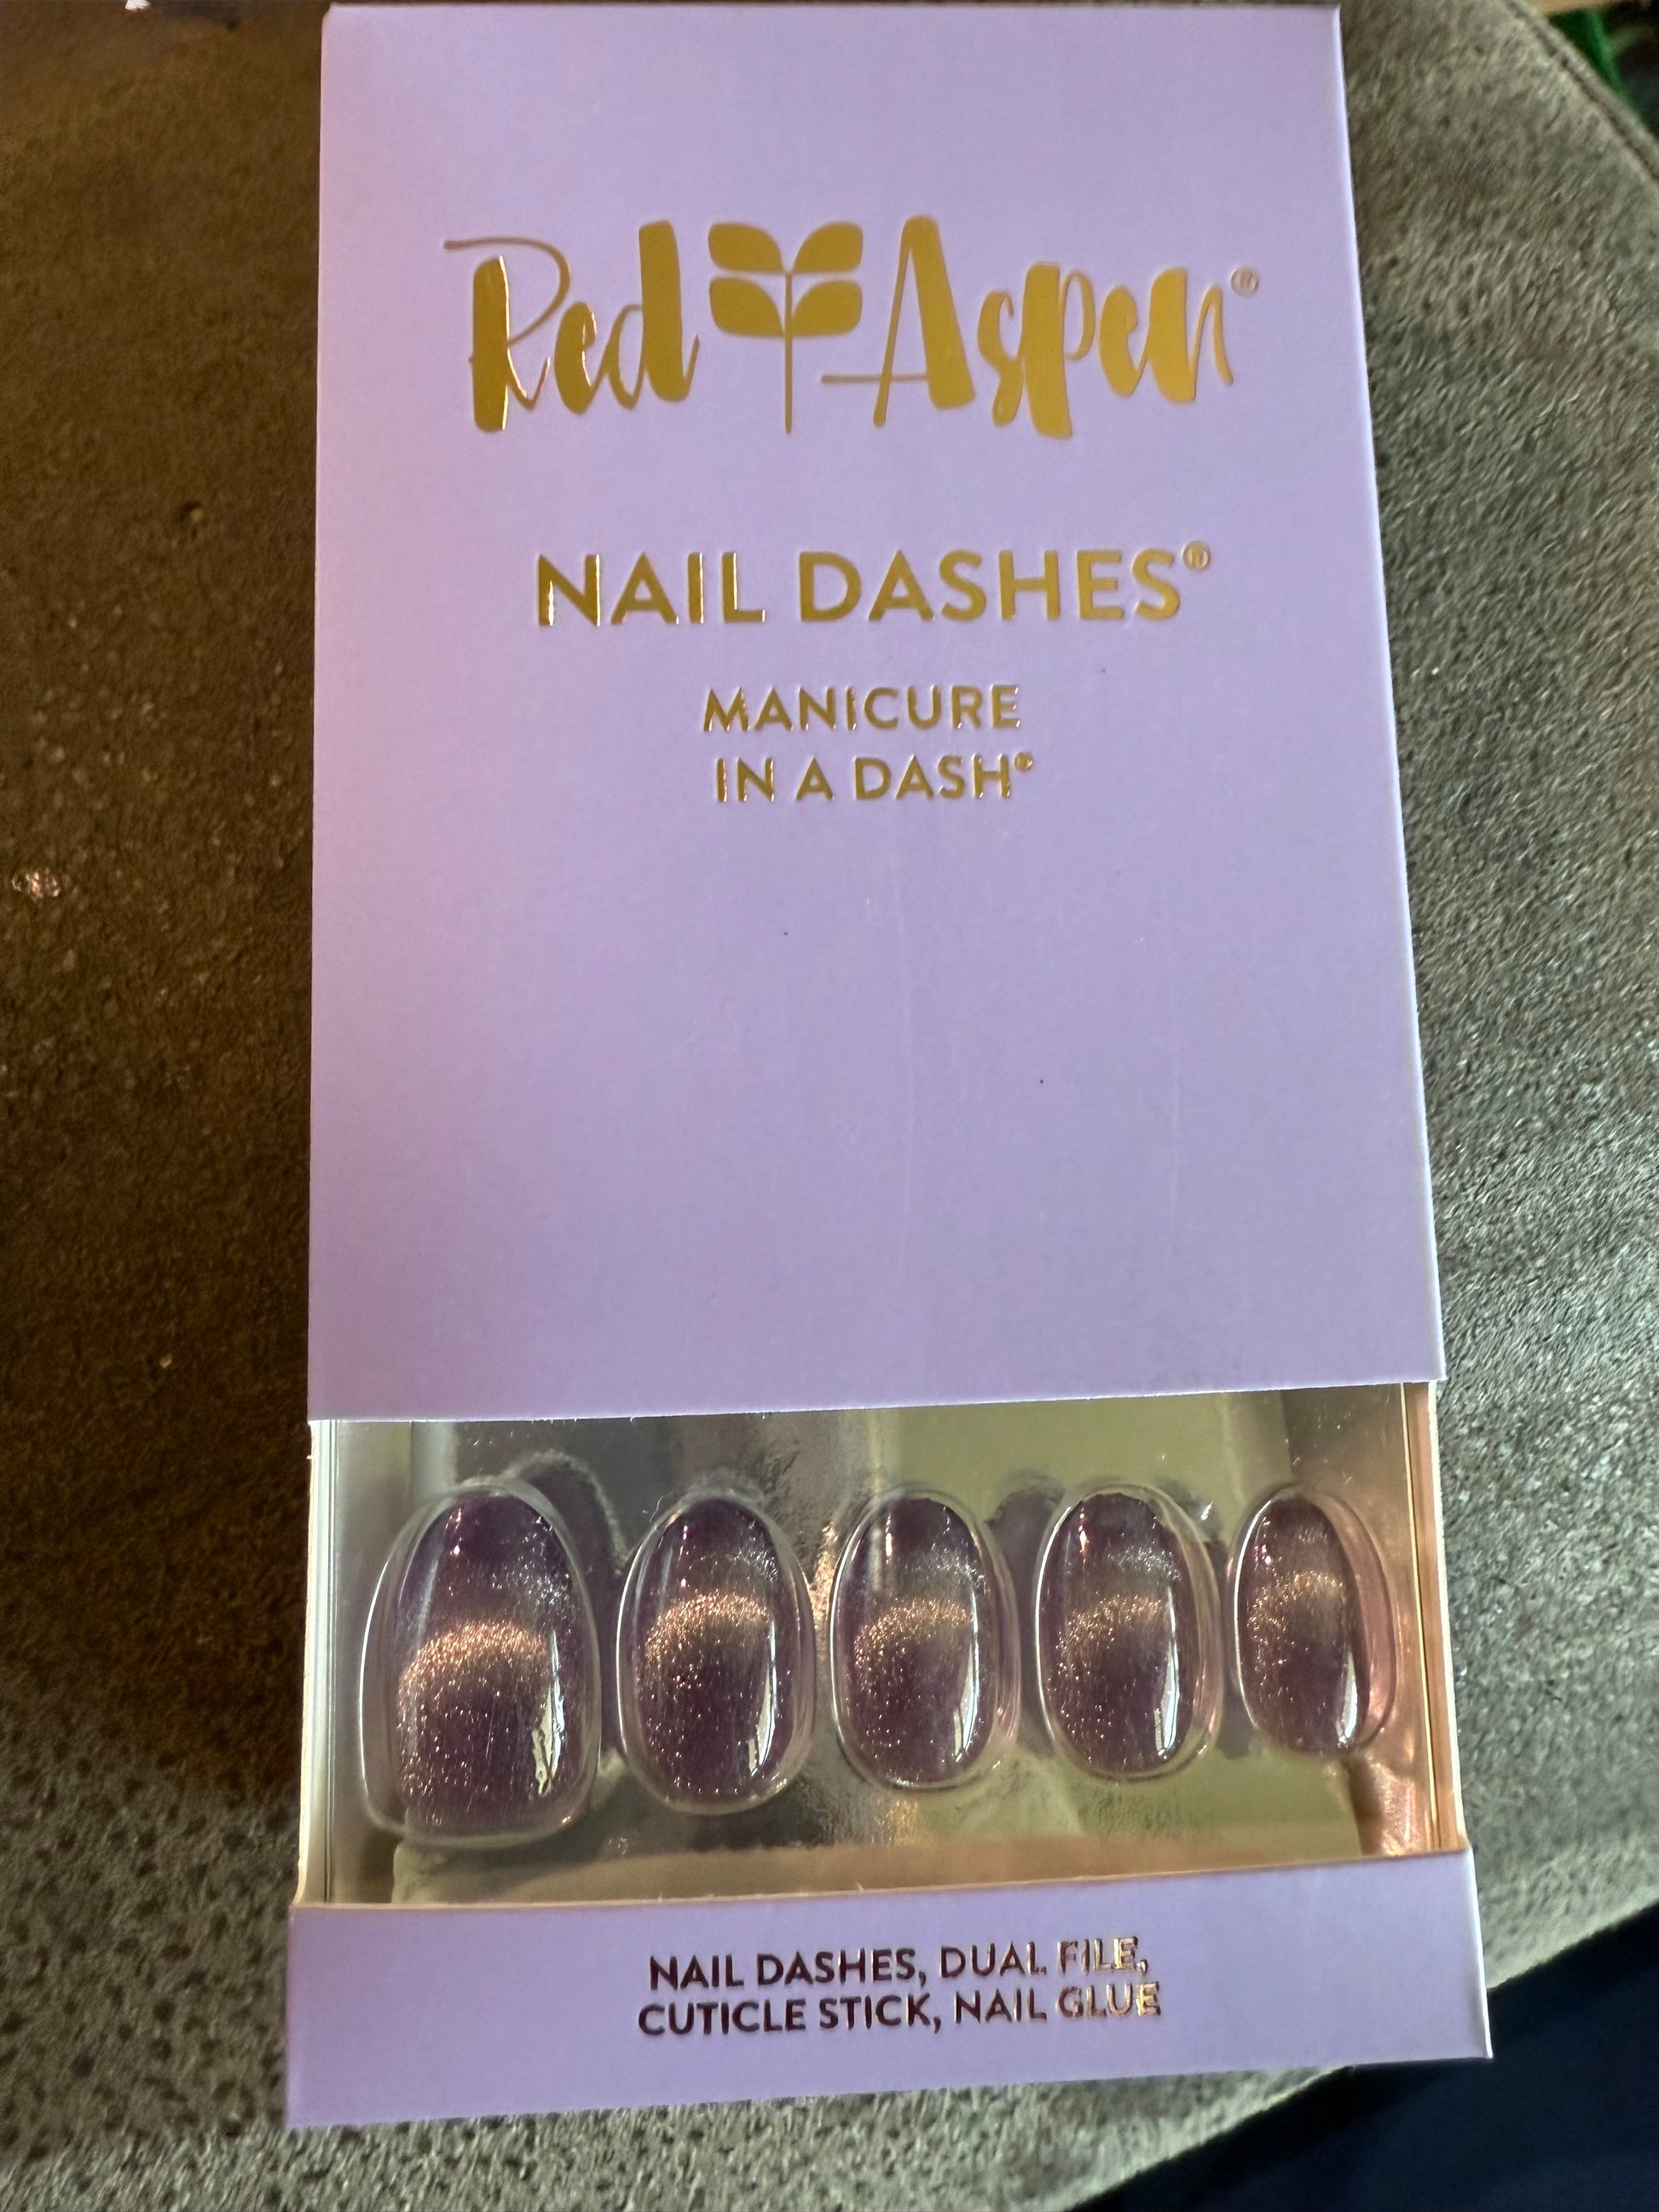 Red Aspen®
NAIL DASHES®
MANICURE
IN A DASH®
NAIL DASHES, DUAL FILE,
CUTICLE STICK, NAIL GLUE